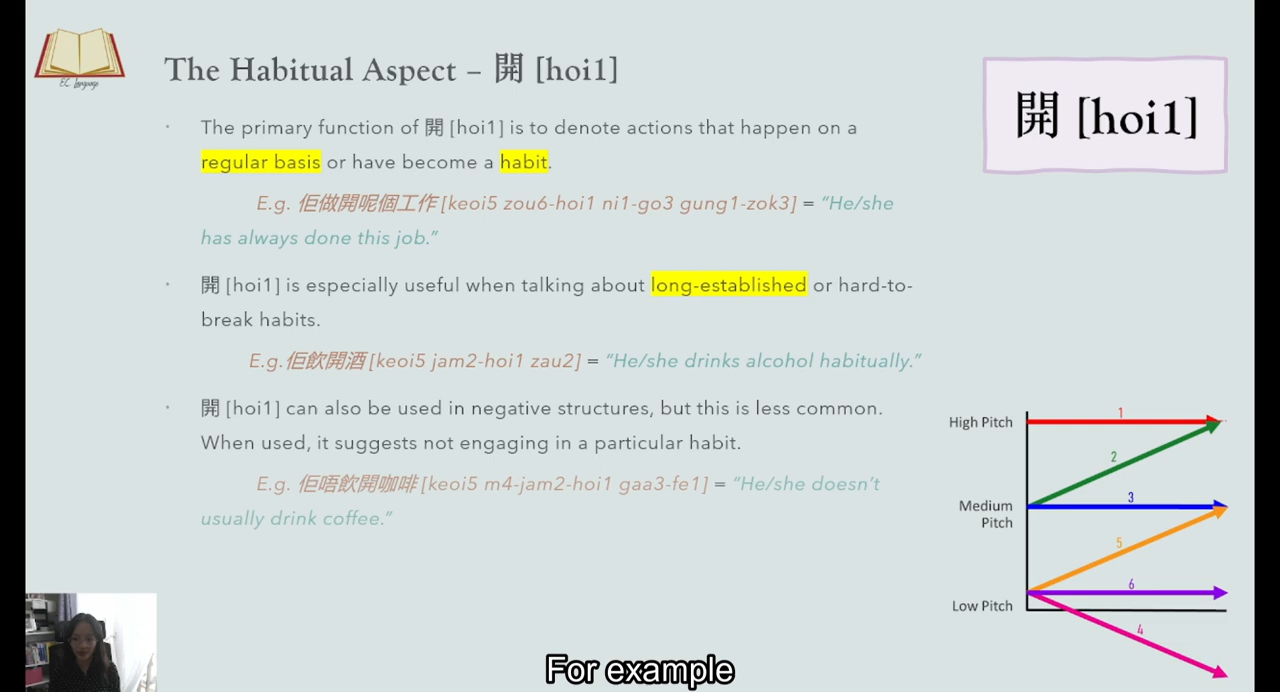 EC Language
The Habitual Aspect – 開 [hoi1]
開 [hoi1]
· The primary function of 開 [hoi1] is to denote actions that happen on a
regular basis or have become a habit.
E.g. 佢做開呢個工作 [keoi5 zou6-hoi1 ni1-go3 gung1-zok3] = “He/she
has always done this job.”
· 開 [hoi1] is especially useful when talking about long-established or hard-to-
break habits.
E.g.佢飲開酒 [keoi5 jam2-hoi1 zau2] = “He/she drinks alcohol habitually.”
· 開 [hoi1] can also be used in negative structures, but this is less common.
When used, it suggests not engaging in a particular habit.
E.g. 佢唔飲開咖啡 [keoi5 m4-jam2-hoi1 gaa3-fe1] = “He/she doesn’t
usually drink coffee.”
High Pitch
1
2
Medium
Pitch
3
5
6
Low Pitch
4
For example